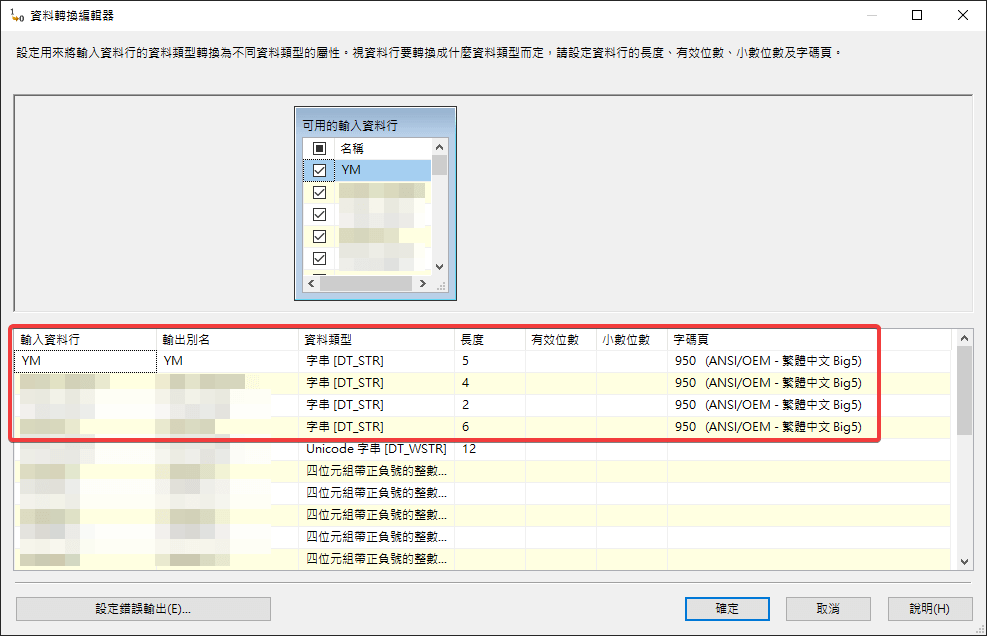 資料轉換編輯器
設定用來將輸入資料行的資料類型轉換為不同資料類型的屬性。視資料行要轉換成什麼資料類型而定，請設定資料行的長度、有效位數、小數位數及字碼頁。
可用的輸入資料行
名稱
YM
輸入資料行 輸出別名 資料類型 長度 有效位數 小數位數 字碼頁
YM YM 字串 [DT_STR] 5 950 (ANSI/OEM - 繁體中文 Big5)
字串 [DT_STR] 4 950 (ANSI/OEM - 繁體中文 Big5)
字串 [DT_STR] 2 950 (ANSI/OEM - 繁體中文 Big5)
字串 [DT_STR] 6 950 (ANSI/OEM - 繁體中文 Big5)
Unicode 字串 [DT_WSTR] 12
四位元組帶正負號的整數...
四位元組帶正負號的整數...
四位元組帶正負號的整數...
四位元組帶正負號的整數...
四位元組帶正負號的整數...
設定錯誤輸出(E)... 確定 取消 說明(H)